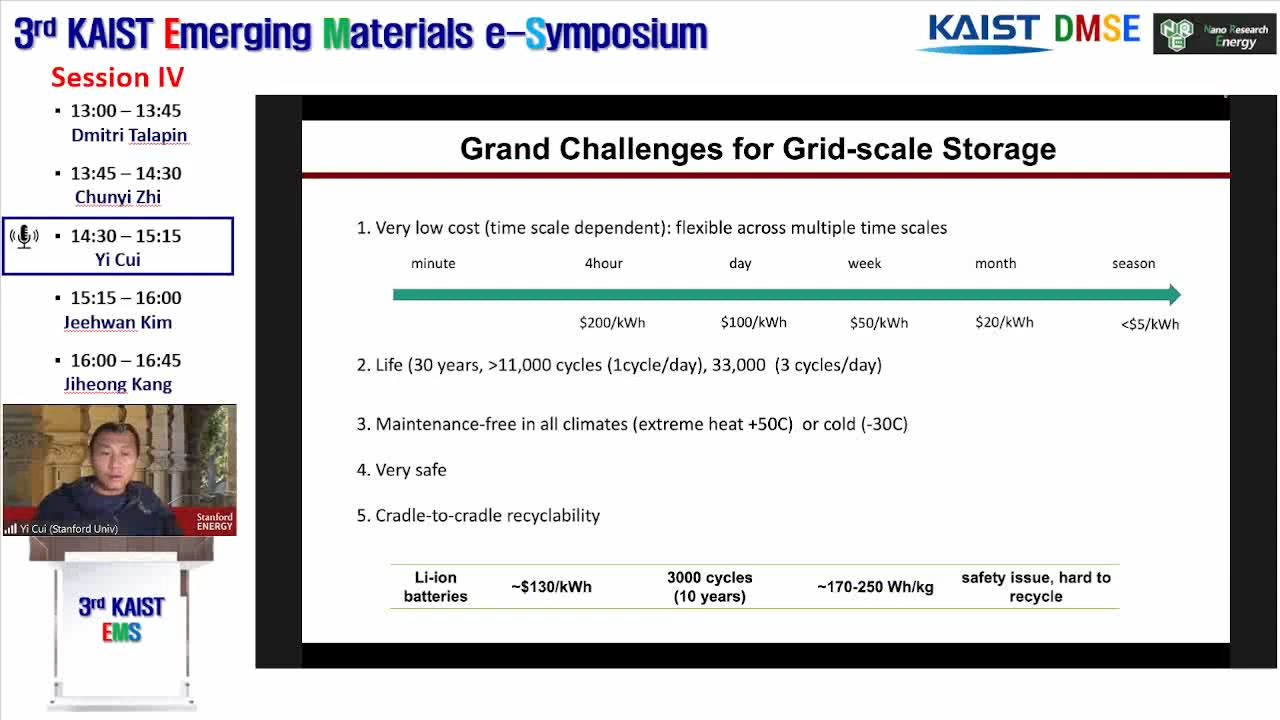 3rd KAIST Emerging Materials e-Symposium
KAIST DMSE
Nano Research
Energy
Session IV
▪ 13:00 – 13:45
Dmitri Talapin
▪ 13:45 – 14:30
Chunyi Zhi
▪ 14:30 – 15:15
Yi Cui
▪ 15:15 – 16:00
Jeehwan Kim
▪ 16:00 – 16:45
Jiheong Kang
Stanford
ENERGY
Yi Cui (Stanford Univ)
3rd KAIST
EMS
Grand Challenges for Grid-scale Storage
1. Very low cost (time scale dependent): flexible across multiple time scales
minute 4hour day week month season
$200/kWh $100/kWh $50/kWh $20/kWh <$5/kWh
2. Life (30 years, >11,000 cycles (1cycle/day), 33,000 (3 cycles/day)
3. Maintenance-free in all climates (extreme heat +50C) or cold (-30C)
4. Very safe
5. Cradle-to-cradle recyclability
Li-ion
batteries
~$130/kWh
3000 cycles
(10 years)
~170-250 Wh/kg
safety issue, hard to
recycle